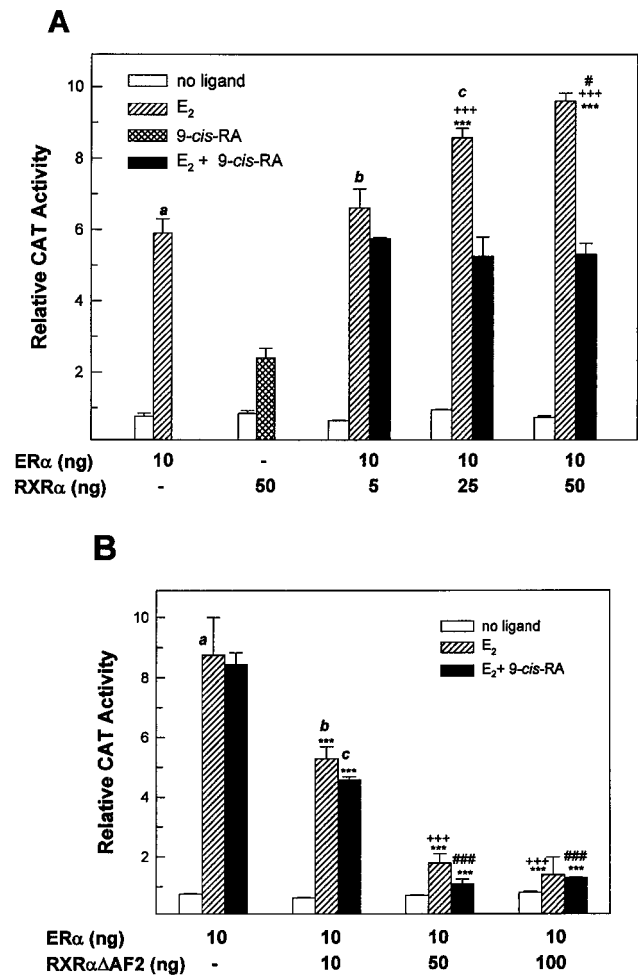 A
no ligand
E2
9-cis-RA
E2 + 9-cis-RA
Relative CAT Activity
10
8
6
4
2
a
b
c
+++
***
#
+++
***
ERα (ng) 10 - 10 10 10
RXRα (ng) - 50 5 25 50
B
no ligand
E2
E2+ 9-cis-RA
Relative CAT Activity
10
8
6
4
2
a
b
***
c
***
+++
***
###
***
+++
***
###
***
ERα (ng) 10 10 10 10
RXRαΔAF2 (ng) - 10 50 100